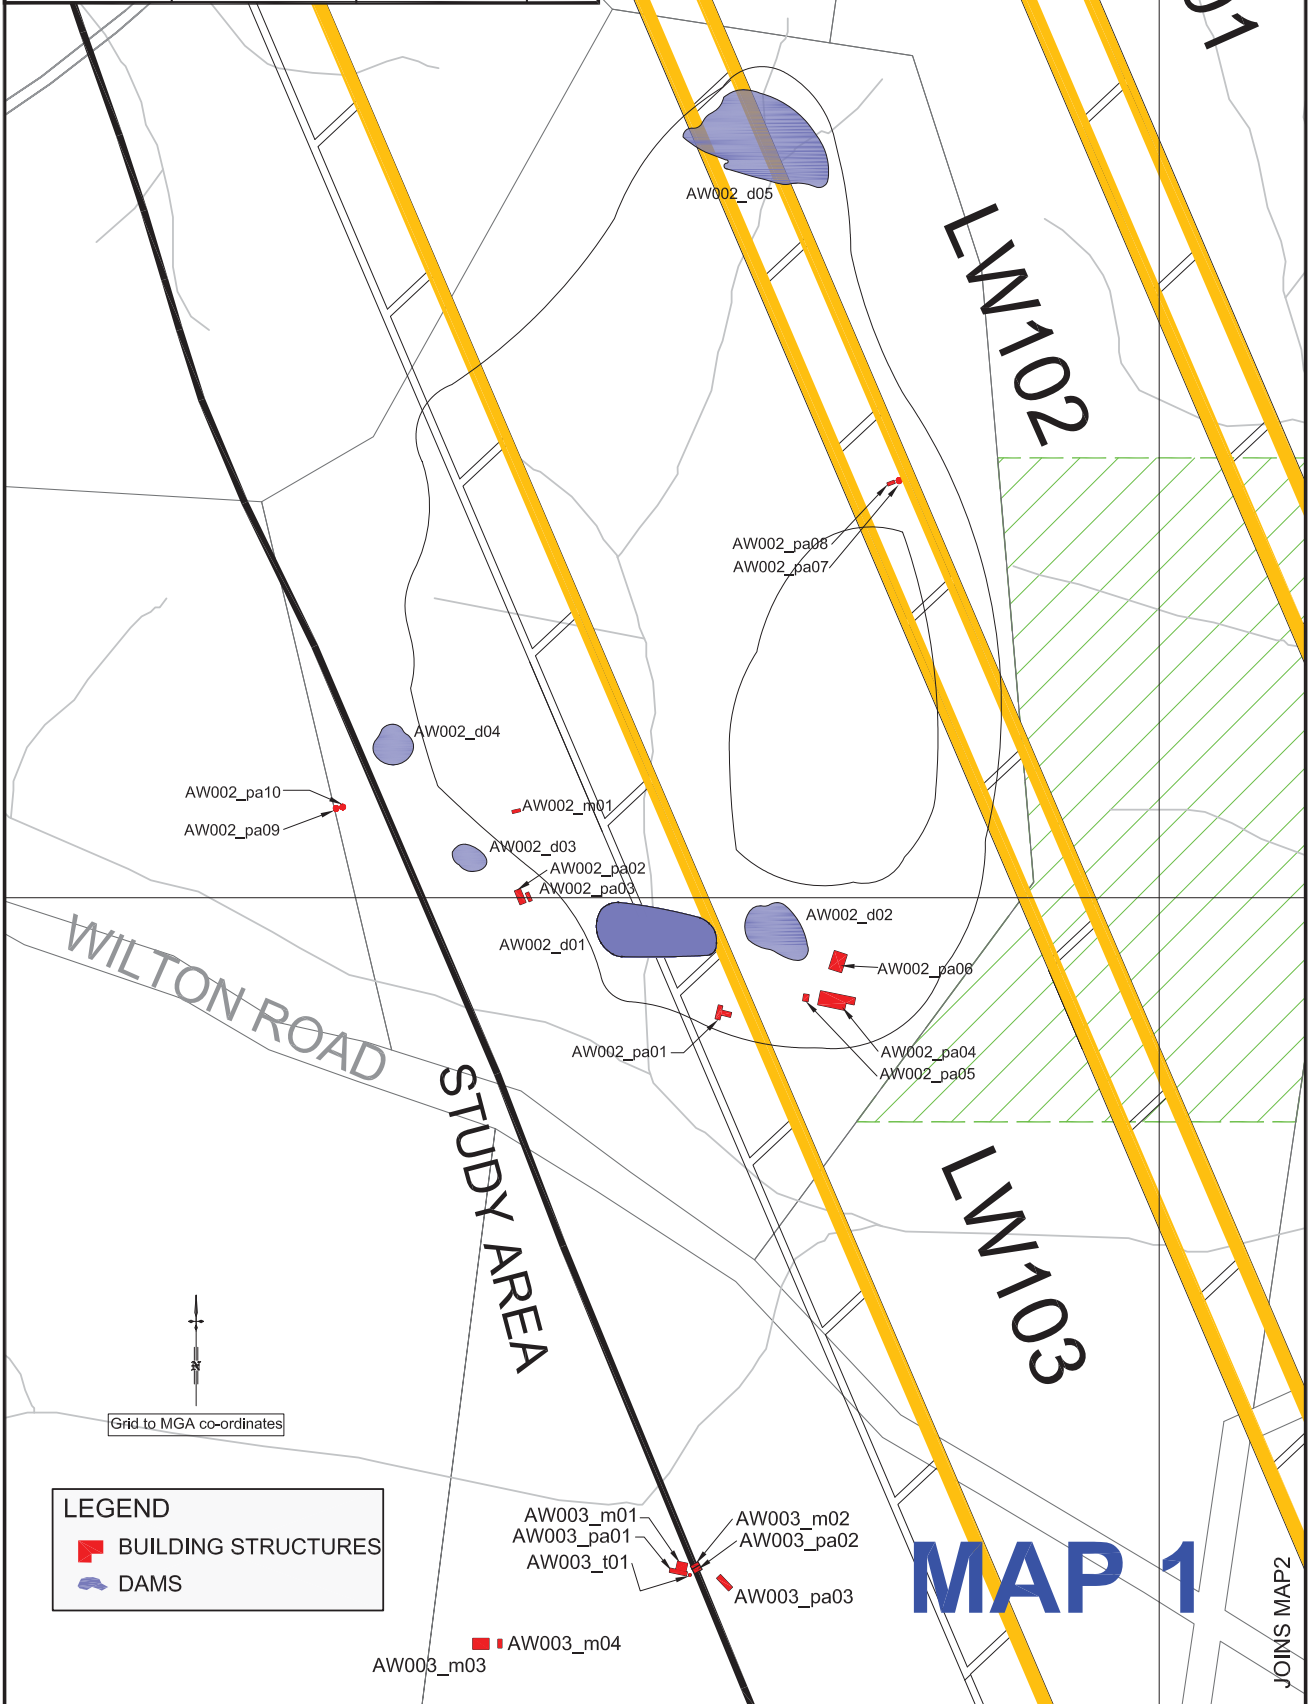 01
AW002_d05
LW102
AW002_pa08
AW002_pa07
AW002_d04
AW002_pa10
AW002_m01
AW002_pa09
AW002_d03
AW002_pa02
AW002_pa03
AW002_d02
AW002_d01
WILTON ROAD
AW002_pa06
AW002_pa01
AW002_pa04
AW002_pa05
STUDY AREA
LW103
N
Grid to MGA co-ordinates
LEGEND
BUILDING STRUCTURES
DAMS
AW003_m01
AW003_pa01
AW003_t01
AW003_m02
AW003_pa02
AW003_pa03
AW003_m04
AW003_m03
MAP 1
JOINS MAP2